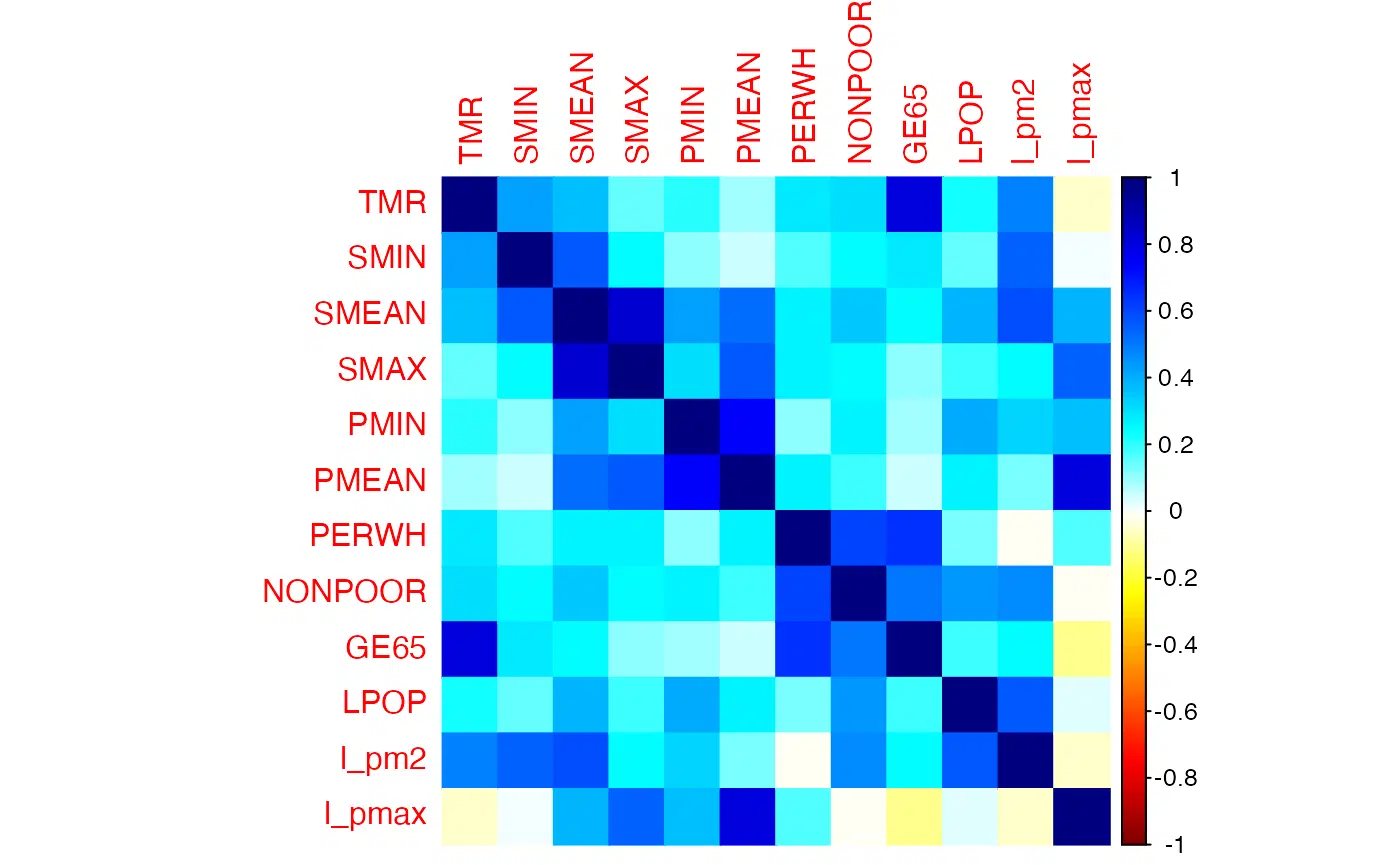 TMR
SMIN
SMEAN
SMAX
PMIN
PMEAN
PERWH
NONPOOR
GE65
LPOP
l_pm2
l_pmax
TMR
SMIN
SMEAN
SMAX
PMIN
PMEAN
PERWH
NONPOOR
GE65
LPOP
l_pm2
l_pmax
1
0.8
0.6
0.4
0.2
0
-0.2
-0.4
-0.6
-0.8
-1